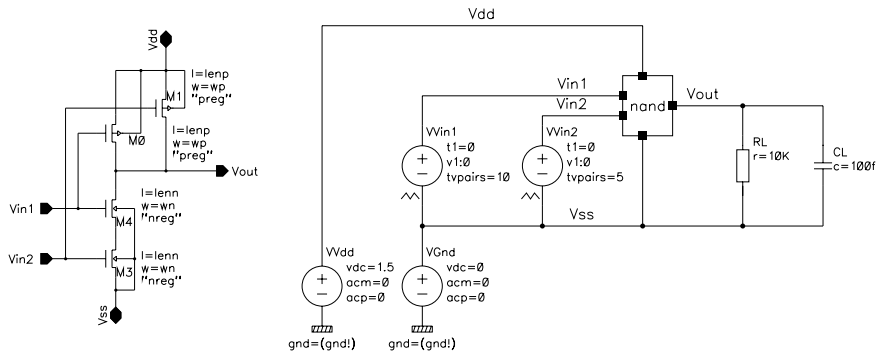 Vdd
l=lenp
w=wp
"preg"
M1
M0
l=lenp
w=wp
"preg"
Vout
l=lenn
w=wn
"nreg"
Vin1
M4
l=lenn
w=wn
"nreg"
Vin2
M3
Vss
Vdd
Vin1
Vin2
nand
Vout
VVin1
t1=0
v1:0
tvpairs=10
VVin2
t1=0
v1:0
tvpairs=5
RL
r=10K
CL
c=100f
Vss
VVdd
vdc=1.5
acm=0
acp=0
VGnd
vdc=0
acm=0
acp=0
gnd=(gnd!)
gnd=(gnd!)